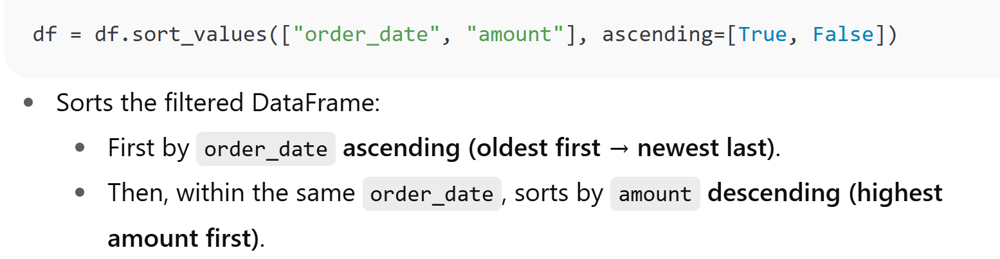 df = df.sort_values(["order_date", "amount"], ascending=[True, False])
• Sorts the filtered DataFrame:
• First by order_date ascending (oldest first → newest last).
• Then, within the same order_date, sorts by amount descending (highest
amount first).